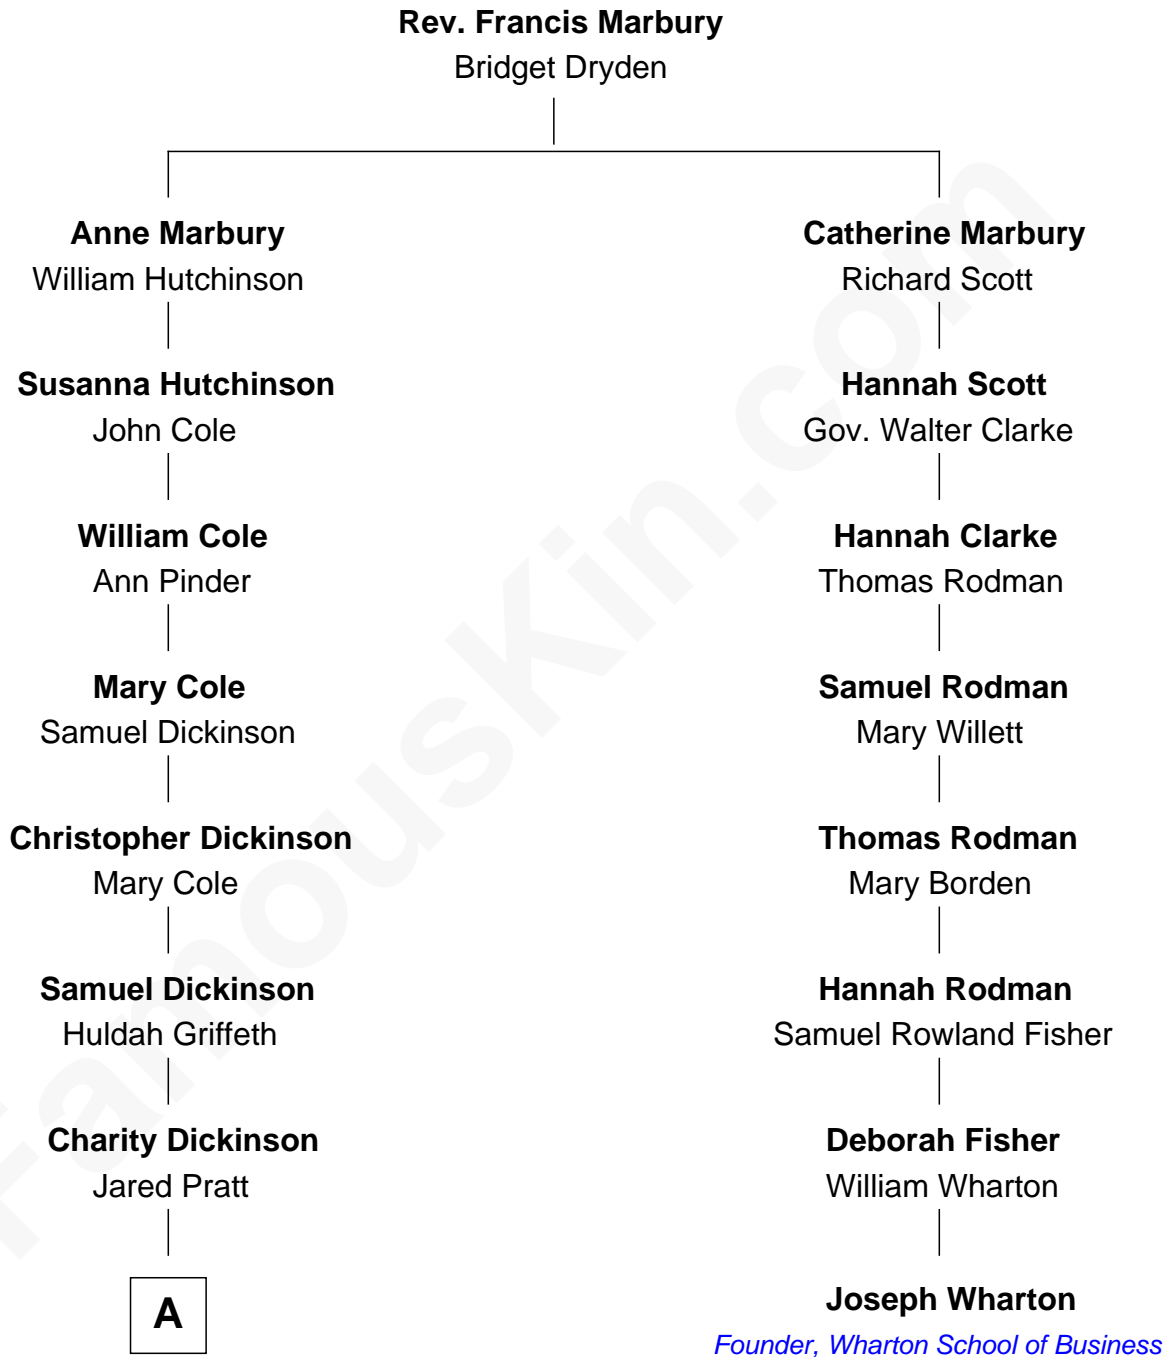 Rev. Francis Marbury
Bridget Dryden
Anne Marbury
William Hutchinson
Susanna Hutchinson
John Cole
William Cole
Ann Pinder
Mary Cole
Samuel Dickinson
Christopher Dickinson
Mary Cole
Samuel Dickinson
Huldah Griffeth
Charity Dickinson
Jared Pratt
A
Catherine Marbury
Richard Scott
Hannah Scott
Gov. Walter Clarke
Hannah Clarke
Thomas Rodman
Samuel Rodman
Mary Willett
Thomas Rodman
Mary Borden
Hannah Rodman
Samuel Rowland Fisher
Deborah Fisher
William Wharton
Joseph Wharton
Founder, Wharton School of Business
FamousKin.com